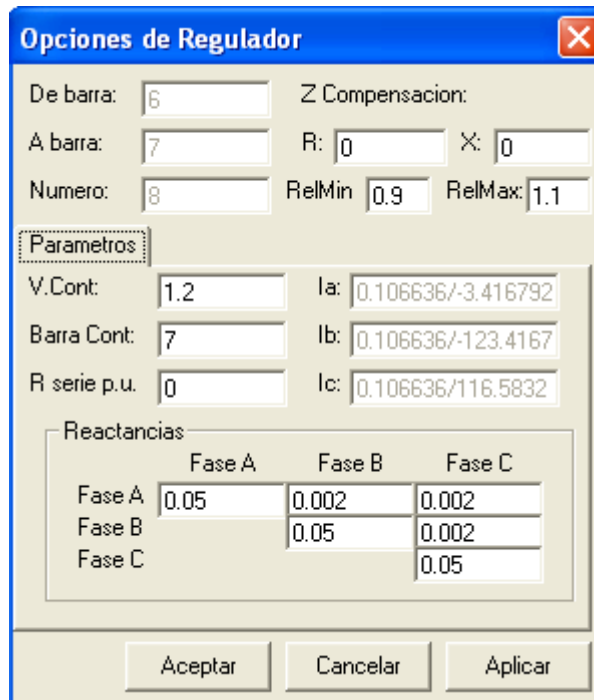 Opciones de Regulador
De barra: 6 Z Compensacion:
A barra: 7 R: 0 X: 0
Numero: 8 RelMin 0.9 RelMax: 1.1
Parametros
V.Cont: 1.2 Ia: 0.106636/-3.416792
Barra Cont: 7 Ib: 0.106636/-123.4167
R serie p.u. 0 Ic: 0.106636/116.5832
Reactancias
Fase A Fase B Fase C
Fase A 0.05 0.002 0.002
Fase B 0.05 0.002
Fase C 0.05
Aceptar Cancelar Aplicar